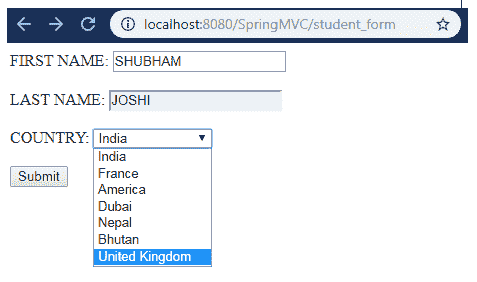 localhost:8080/SpringMVC/student_form
FIRST NAME: SHUBHAM
LAST NAME: JOSHI
COUNTRY: India
India
France
America
Dubai
Nepal
Bhutan
United Kingdom
Submit